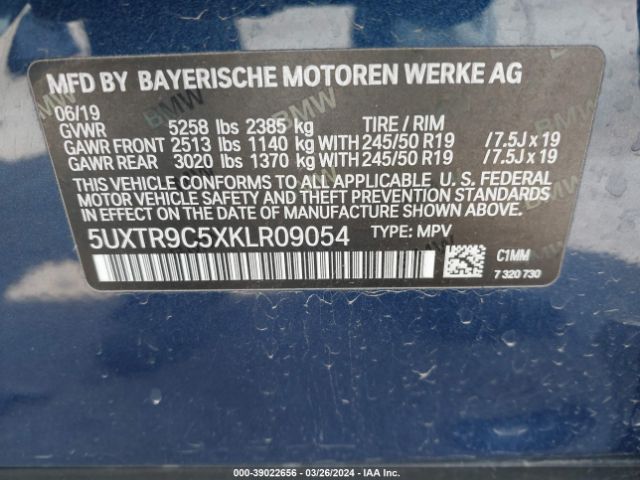 MFD BY BAYERISCHE MOTOREN WERKE AG
06/19
GVWR 5258 lbs 2385 kg TIRE / RIM
GAWR FRONT 2513 lbs 1140 kg WITH 245/50 R19 /7.5J x 19
GAWR REAR 3020 lbs 1370 kg WITH 245/50 R19 /7.5J x 19
THIS VEHICLE CONFORMS TO ALL APPLICABLE U. S. FEDERAL
MOTOR VEHICLE SAFETY AND THEFT PREVENTION STANDARDS
IN EFFECT ON THE DATE OF MANUFACTURE SHOWN ABOVE.
5UXTR9C5XKLR09054 TYPE: MPV
C1MM
7 320 730
000-39022656 - 03/26/2024 - IAA Inc.